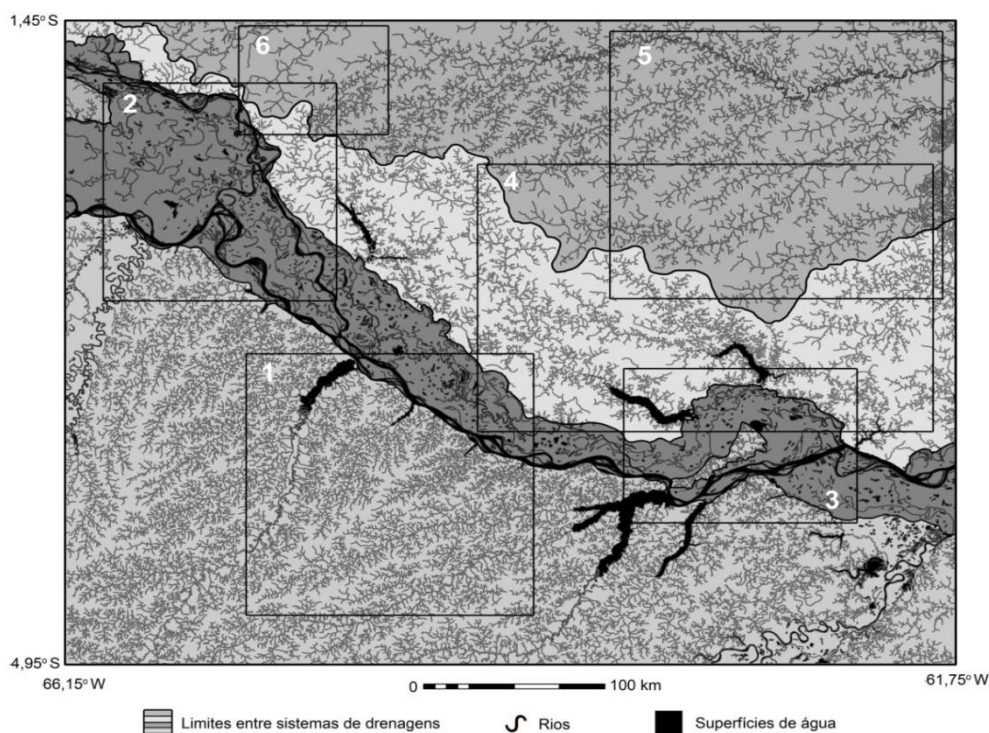 1,45° S
6
5
2
4
1
3
4,95° S
66,15° W
0
100 km
61,75° W
Limites entre sistemas de drenagens
Rios
Superfícies de água